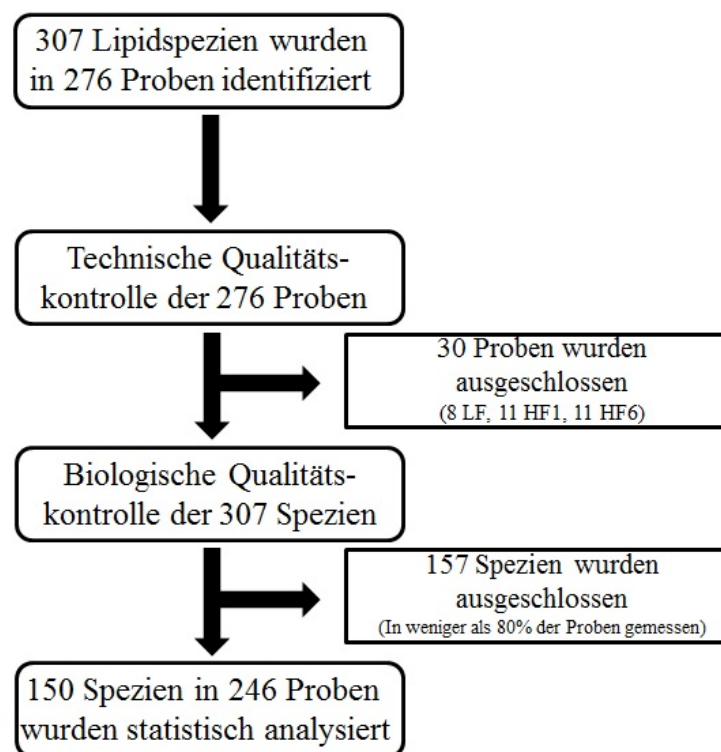 307 Lipidspezien wurden
in 276 Proben identifiziert
Technische Qualitäts-
kontrolle der 276 Proben
30 Proben wurden
ausgeschlossen
(8 LF, 11 HF1, 11 HF6)
Biologische Qualitäts-
kontrolle der 307 Spezien
157 Spezien wurden
ausgeschlossen
(In weniger als 80% der Proben gemessen)
150 Spezien in 246 Proben
wurden statistisch analysiert